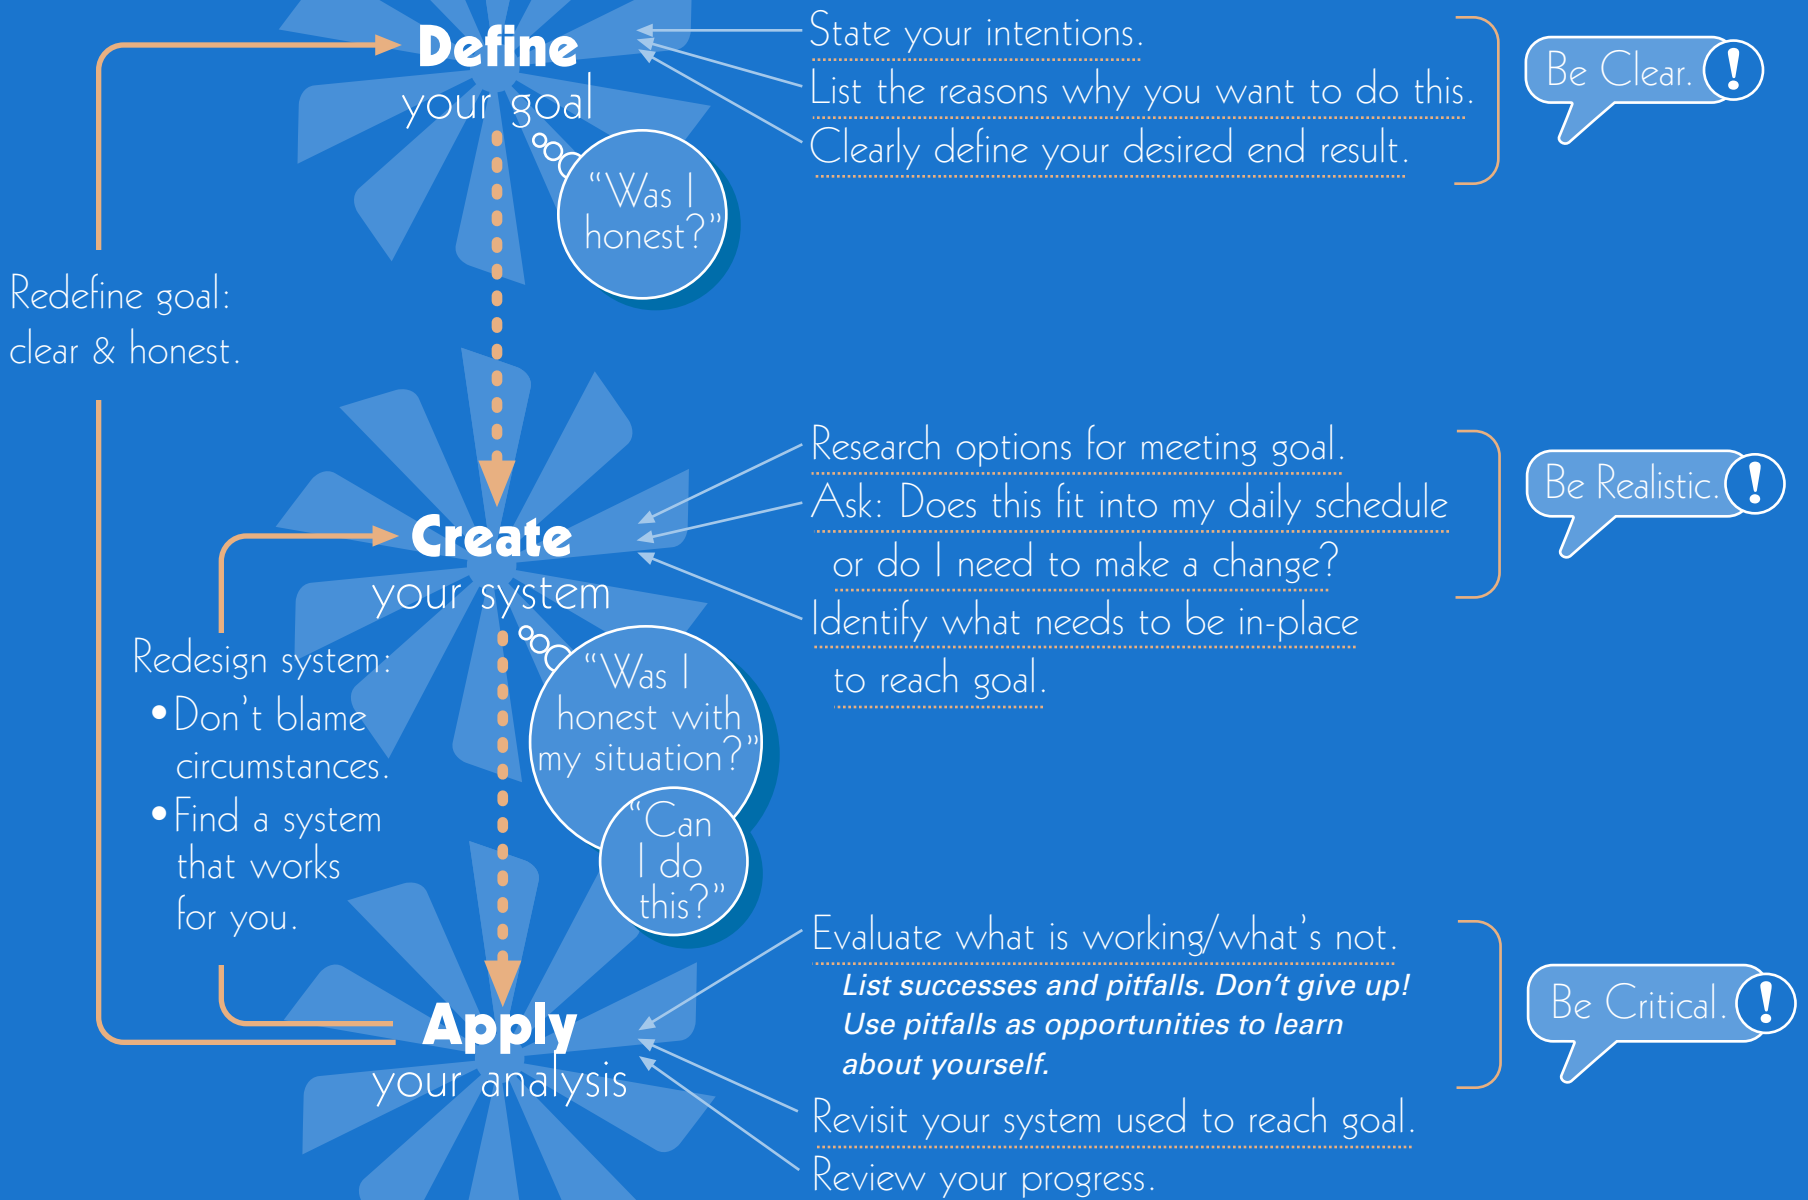 Define
your goal
State your intentions.
List the reasons why you want to do this.
Clearly define your desired end result.
Be Clear. !
“Was I
honest?”
Redefine goal:
clear & honest.
Create
your system
Research options for meeting goal.
Ask: Does this fit into my daily schedule
or do I need to make a change?
Identify what needs to be in-place
to reach goal.
Be Realistic. !
“Was I
honest with
my situation?”
“Can
I do
this?”
Redesign system:
•Don’t blame
circumstances.
•Find a system
that works
for you.
Apply
your analysis
Evaluate what is working/what’s not.
List successes and pitfalls. Don’t give up!
Use pitfalls as opportunities to learn
about yourself.
Revisit your system used to reach goal.
Review your progress.
Be Critical. !